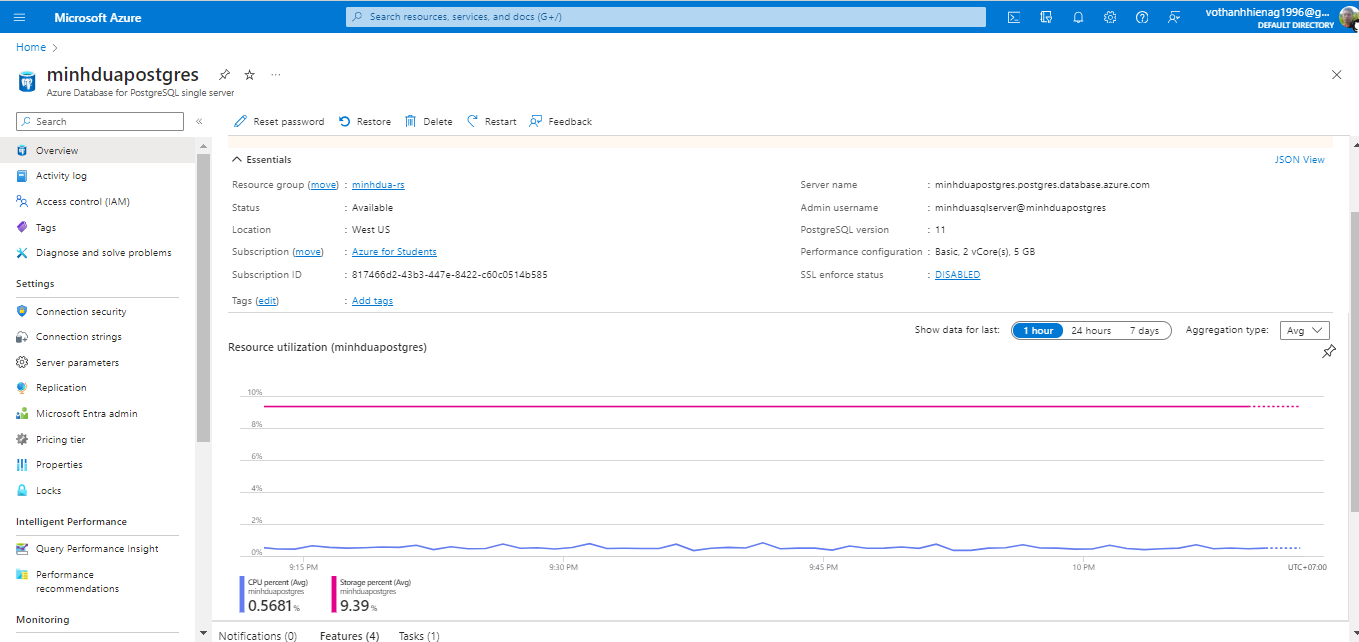 Microsoft Azure
Search resources, services, and docs (G+/)
vothanhhienag1996@g...
DEFAULT DIRECTORY
Home
minhduapostgres
Azure Database for PostgreSQL single server
Search
Reset password
Restore
Delete
Restart
Feedback
Overview
Activity log
Access control (IAM)
Tags
Diagnose and solve problems
Settings
Connection security
Connection strings
Server parameters
Replication
Microsoft Entra admin
Pricing tier
Properties
Locks
Intelligent Performance
Query Performance Insight
Performance
recommendations
Monitoring
Essentials
JSON View
Resource group (move) : minhdua-rs
Status : Available
Location : West US
Subscription (move) : Azure for Students
Subscription ID : 817466d2-43b3-447e-8422-c60c0514b585
Tags (edit) : Add tags
Server name : minhduapostgres.postgres.database.azure.com
Admin username : minhduasqlserver@minhduapostgres
PostgreSQL version : 11
Performance configuration : Basic, 2 vCore(s), 5 GB
SSL enforce status : DISABLED
Show data for last: 1 hour 24 hours 7 days Aggregation type: Avg
Resource utilization (minhduapostgres)
10%
8%
6%
4%
2%
0%
9:15 PM 9:30 PM 9:45 PM 10 PM UTC+07:00
CPU percent (Avg)
minhduapostgres
0.5681 %
Storage percent (Avg)
minhduapostgres
9.39 %
Notifications (0) Features (4) Tasks (1)